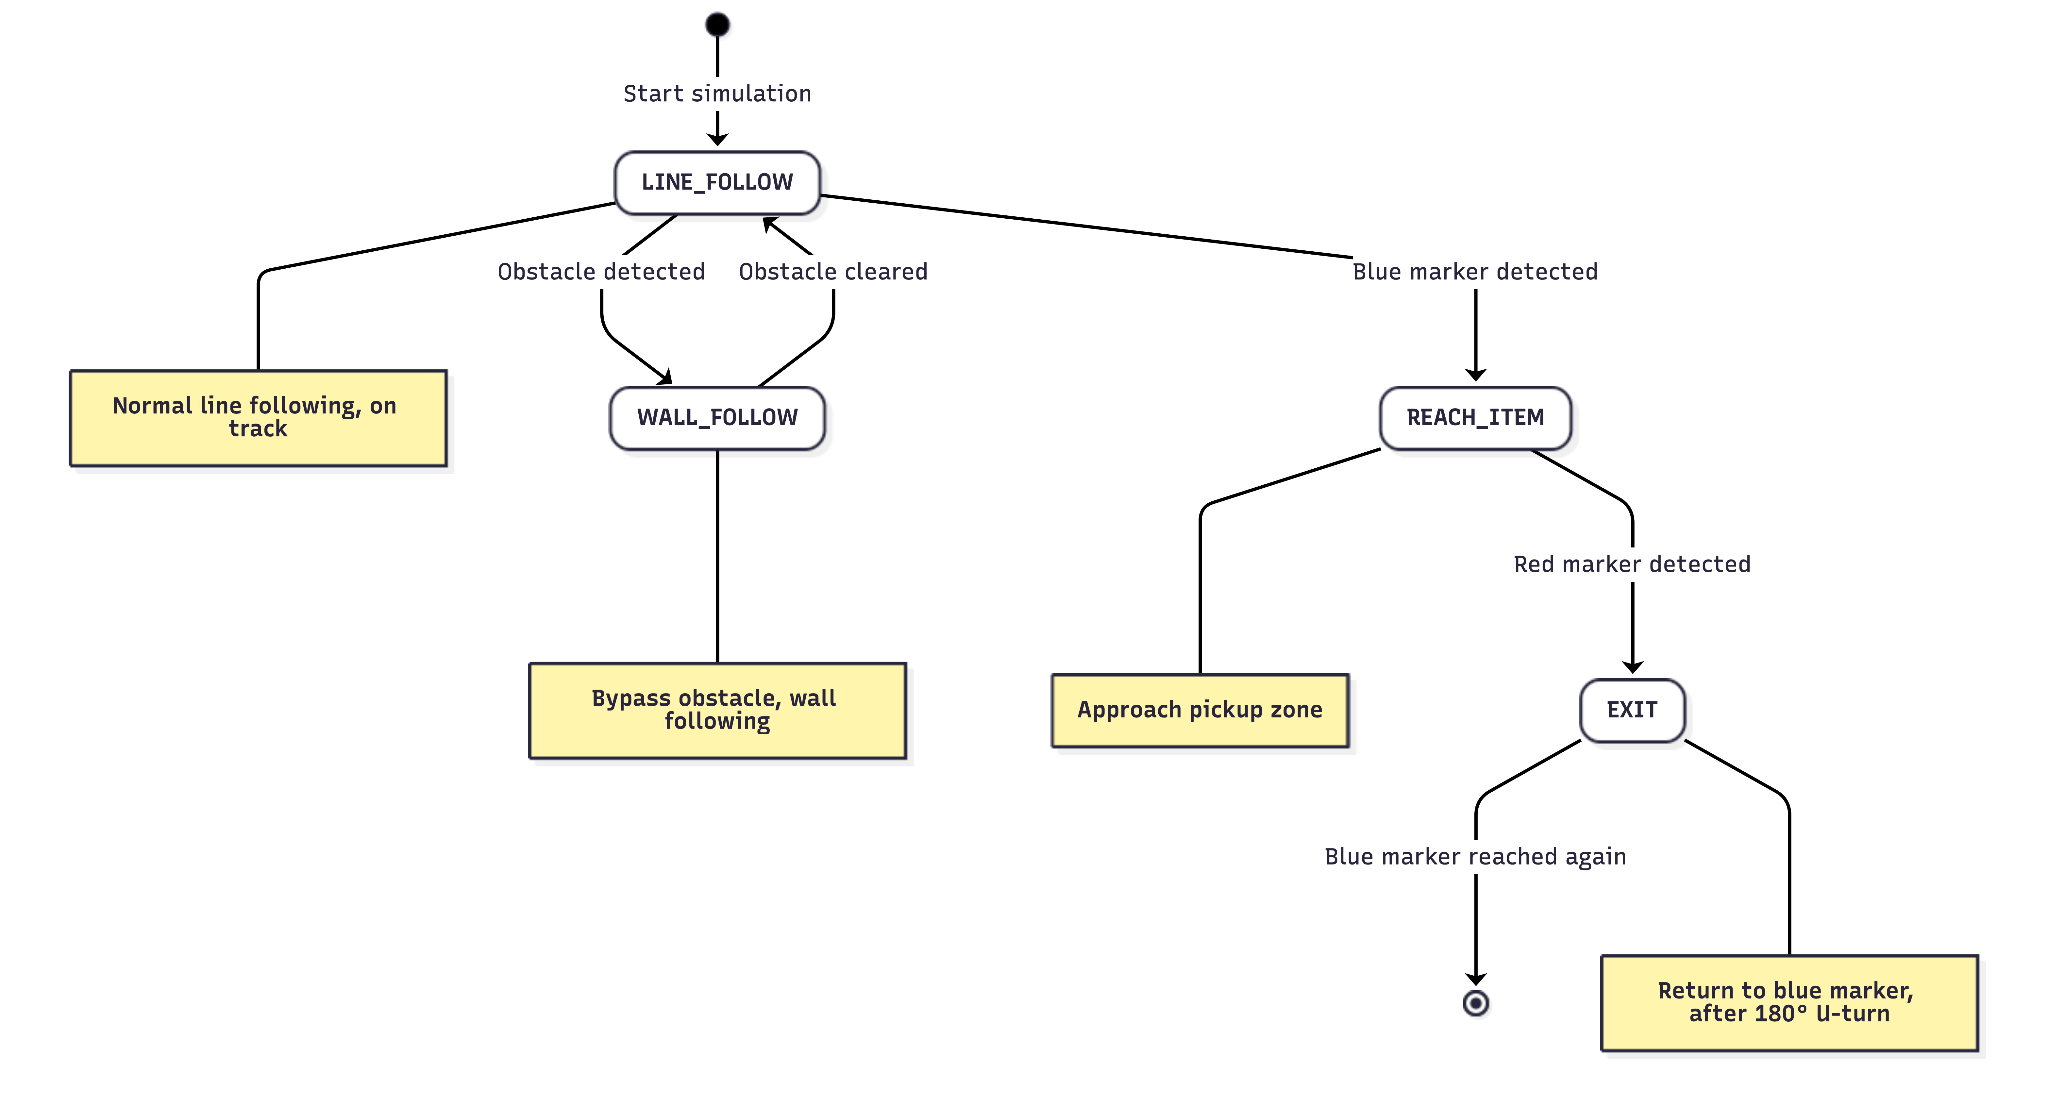 Start simulation
LINE_FOLLOW
Obstacle detected
Obstacle cleared
Blue marker detected
Normal line following, on
track
WALL_FOLLOW
REACH_ITEM
Red marker detected
Bypass obstacle, wall
following
Approach pickup zone
EXIT
Blue marker reached again
Return to blue marker,
after 180° U-turn